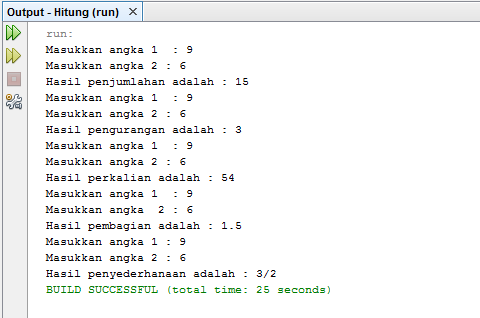 Output - Hitung (run) ×
run:
Masukkan angka 1  : 9
Masukkan angka 2 : 6
Hasil penjumlahan adalah : 15
Masukkan angka 1  : 9
Masukkan angka 2 : 6
Hasil pengurangan adalah : 3
Masukkan angka 1  : 9
Masukkan angka 2 : 6
Hasil perkalian adalah : 54
Masukkan angka 1  : 9
Masukkan angka  2 : 6
Hasil pembagian adalah : 1.5
Masukkan angka 1 : 9
Masukkan angka 2 : 6
Hasil penyederhanaan adalah : 3/2
BUILD SUCCESSFUL (total time: 25 seconds)